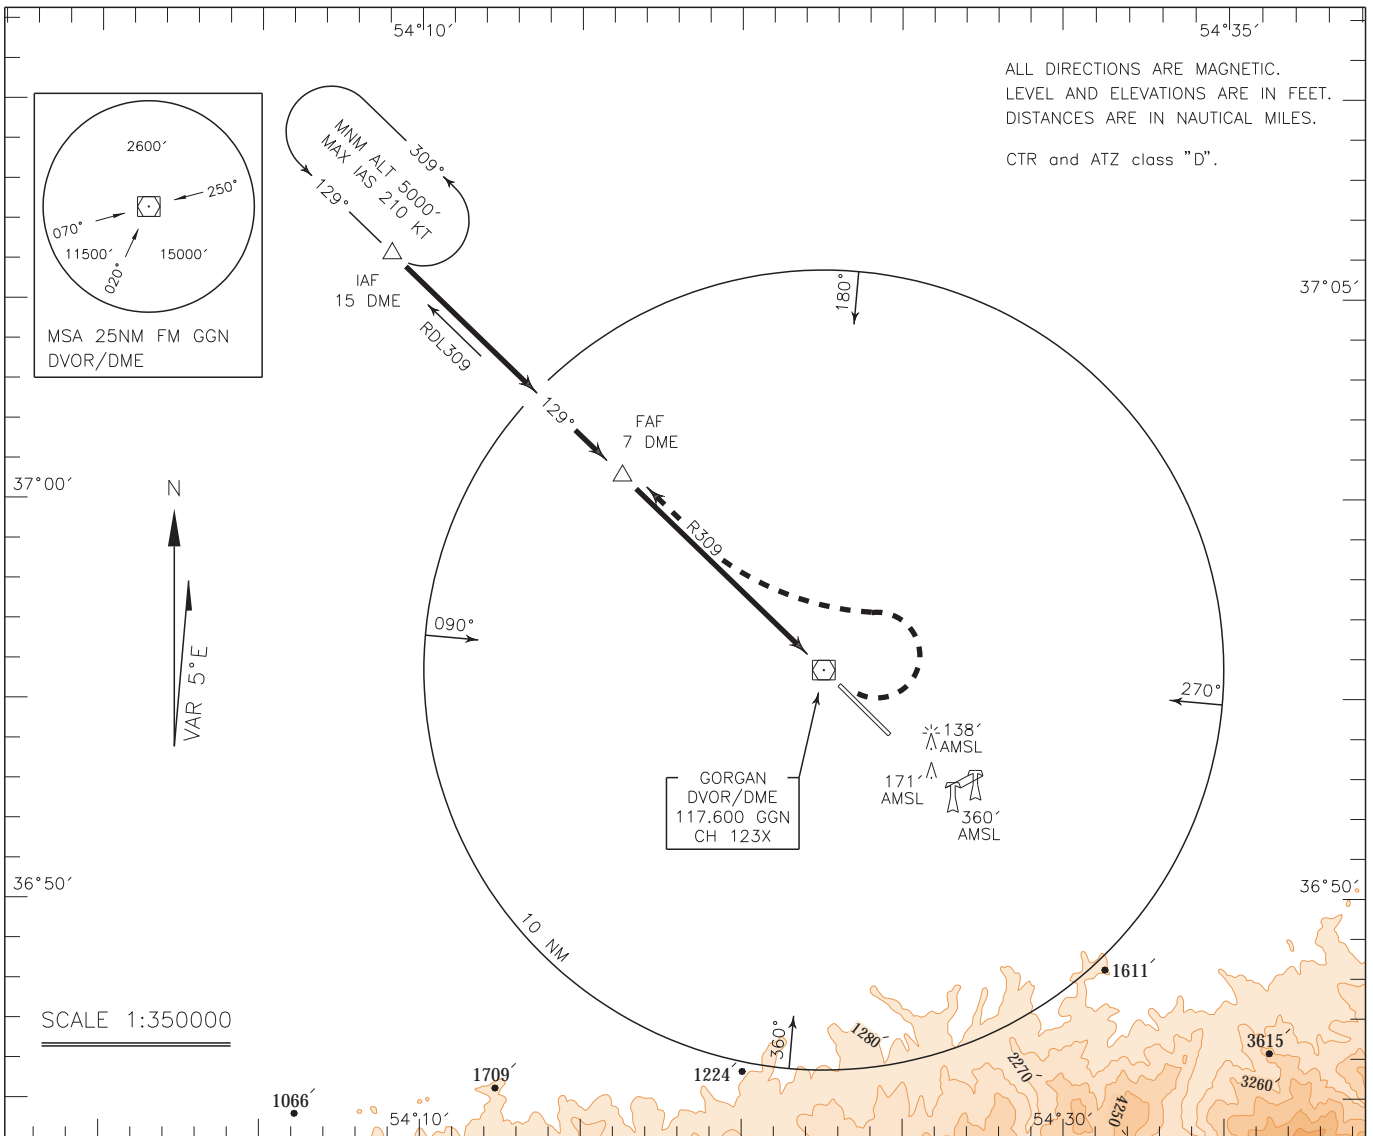 54°10′
54°35′
ALL DIRECTIONS ARE MAGNETIC.
LEVEL AND ELEVATIONS ARE IN FEET.
DISTANCES ARE IN NAUTICAL MILES.
CTR and ATZ class "D".
2600′
250°
070°
11500′
15000′
020°
MSA 25NM FM GGN
DVOR/DME
MNM ALT 5000′
MAX IAS 210 KT
309°
129°
IAF
15 DME
RDL309
180°
37°05′
129°
FAF
7 DME
37°00′
N
VAR 5°E
R309
090°
270°
138′
AMSL
171′
AMSL
360′
AMSL
GORGAN
DVOR/DME
117.600 GGN
CH 123X
36°50′
36°50′
10 NM
1611′
SCALE 1:350000
360°
1280′
2270
3615′
3260′
4250
1709′
1224′
1066′
54°10′
54°30′